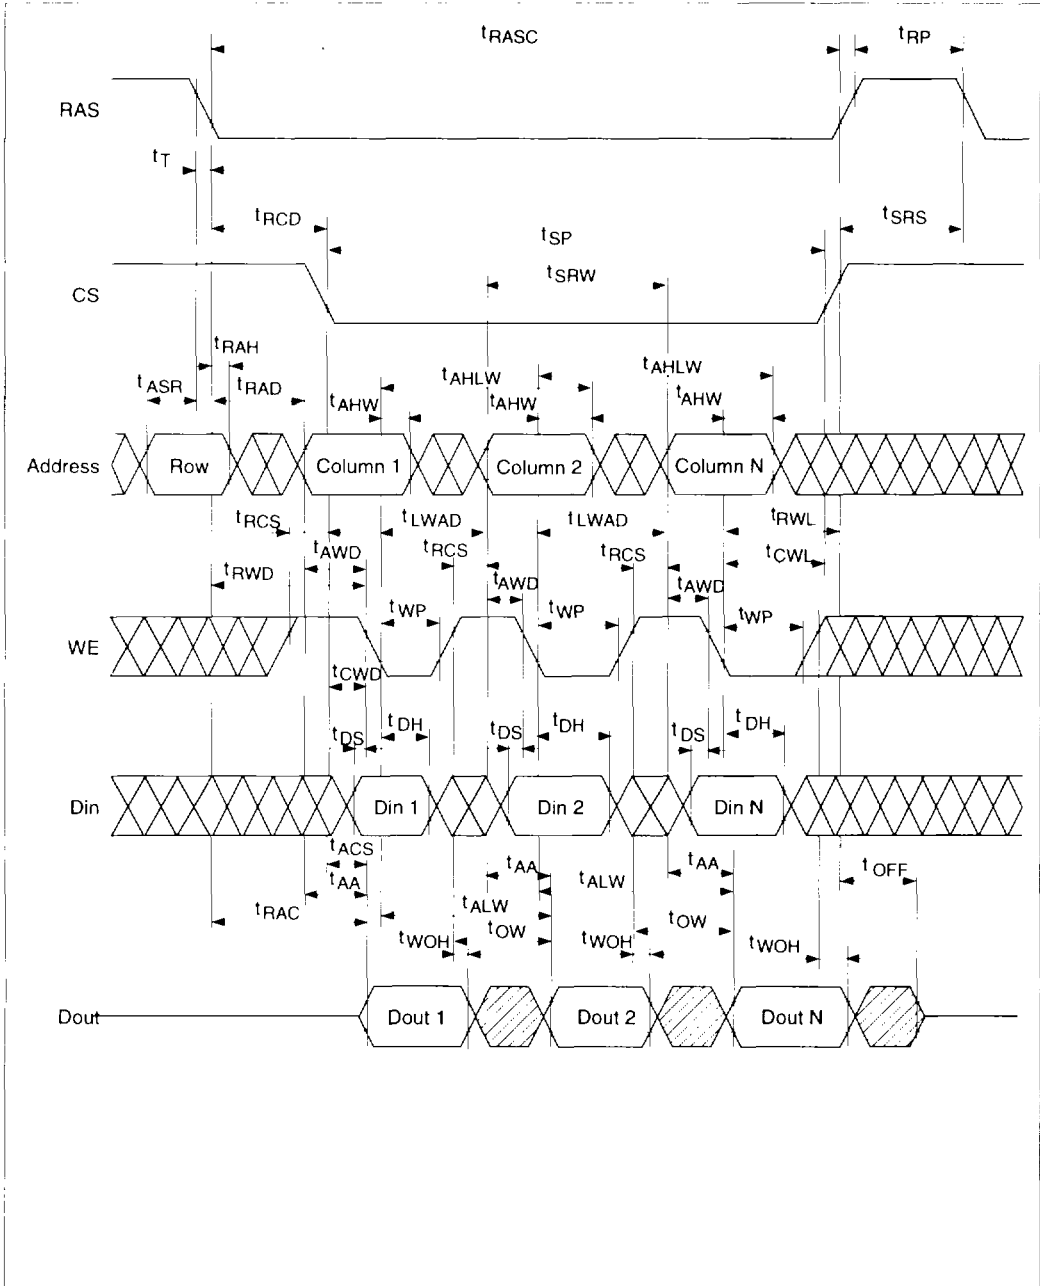 tRASC
tRP
RAS
tT
tRCD
tSRS
tSP
tSRW
CS
tRAH
tASR
tRAD
tAHLW
tAHLW
tAHW
tAHW
tAHW
Address
Row
Column 1
Column 2
Column N
tRCS
tLWAD
tLWAD
tRWL
tAWD
tRCS
tRCS
tCWL
tRWD
tAWD
tAWD
tWP
tWP
tWP
WE
tCWD
tDS
tDH
tDS
tDH
tDS
tDH
Din
Din 1
Din 2
Din N
tACS
tAA
tAA
tAA
tOFF
tALW
tRAC
tALW
tOW
tOW
tWOH
tWOH
tWOH
Dout
Dout 1
Dout 2
Dout N